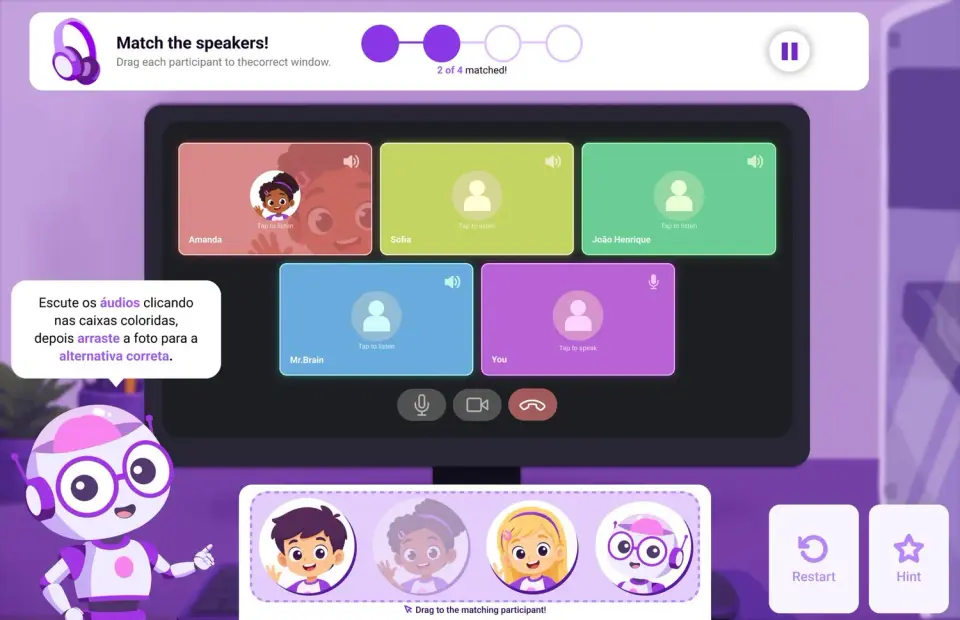 Match the speakers!
Drag each participant to thecorrect window.
2 of 4 matched!
Tap to listen
Amanda
Tap to listen
Sofia
Tap to listen
João Henrique
Tap to listen
Mr.Brain
Tap to speak
You
Escute os áudios clicando
nas caixas coloridas,
depois arraste a foto para a
alternativa correta.
Restart
Hint
Drag to the matching participant!